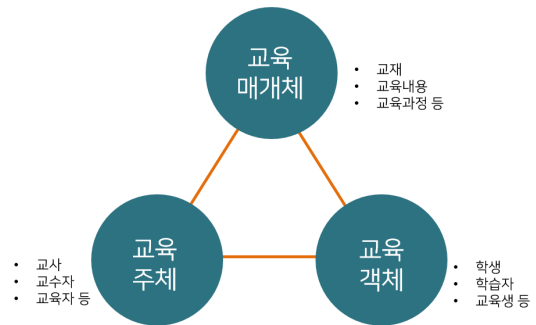 교육
매개체
• 교재
• 교육내용
• 교육과정 등
교육
주체
• 교사
• 교수자
• 교육자 등
교육
객체
• 학생
• 학습자
• 교육생 등